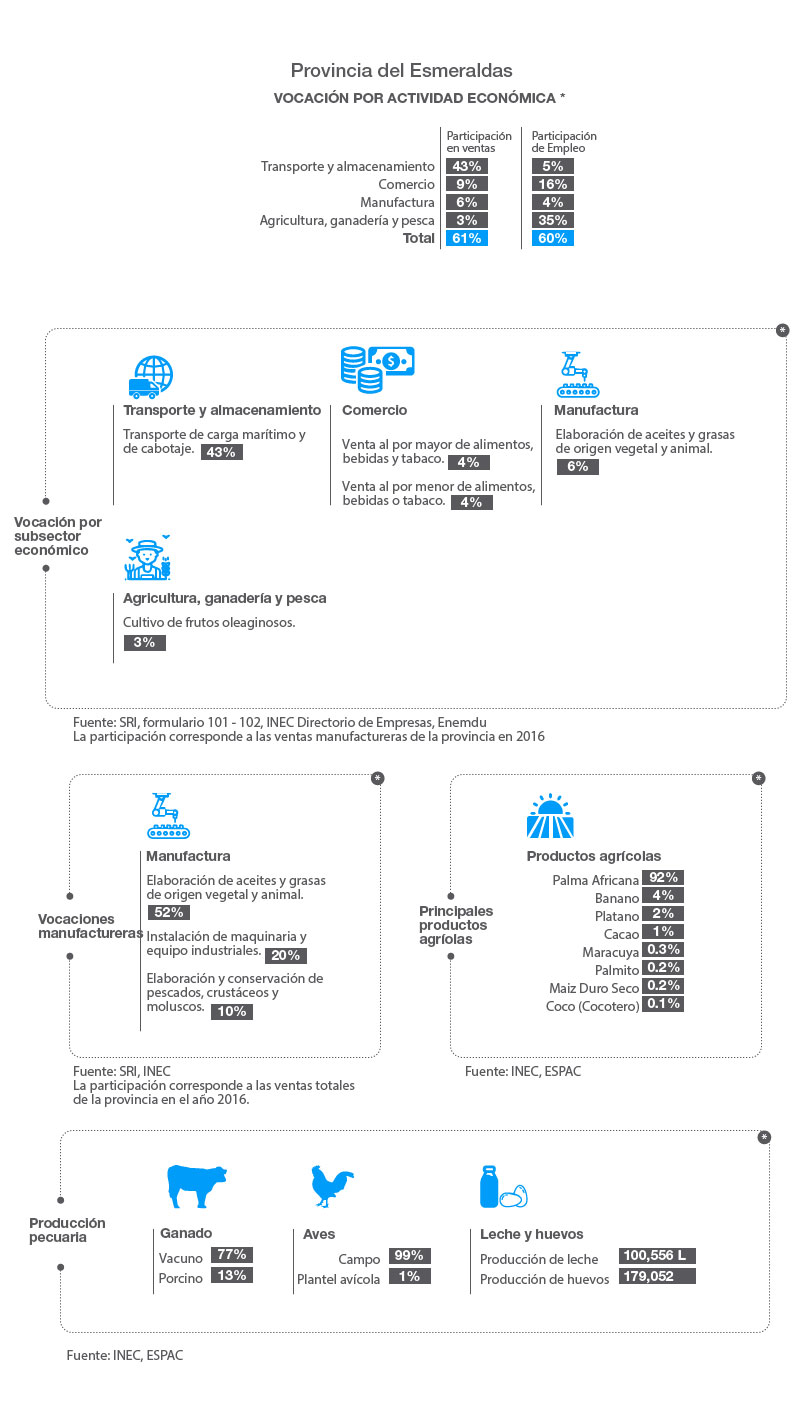 Provincia del Esmeraldas
VOCACIÓN POR ACTIVIDAD ECONÓMICA *
Participación
en ventas
Participación
de Empleo
Transporte y almacenamiento 43% 5%
Comercio 9% 16%
Manufactura 6% 4%
Agricultura, ganadería y pesca 3% 35%
Total 61% 60%
*
Vocación por
subsector
económico
Transporte y almacenamiento
Transporte de carga marítimo y
de cabotaje. 43%
Comercio
Venta al por mayor de alimentos,
bebidas y tabaco. 4%
Venta al por menor de alimentos,
bebidas o tabaco. 4%
Manufactura
Elaboración de aceites y grasas
de origen vegetal y animal.
6%
Agricultura, ganadería y pesca
Cultivo de frutos oleaginosos.
3%
Fuente: SRI, formulario 101 - 102, INEC Directorio de Empresas, Enemdu
La participación corresponde a las ventas manufactureras de la provincia en 2016
*
Vocaciones
manufactureras
Manufactura
Elaboración de aceites y grasas
de origen vegetal y animal.
52%
Instalación de maquinaria y
equipo industriales. 20%
Elaboración y conservación de
pescados, crustáceos y
moluscos. 10%
Fuente: SRI, INEC
La participación corresponde a las ventas totales
de la provincia en el año 2016.
*
Principales
productos
agríolas
Productos agrícolas
Palma Africana 92%
Banano 4%
Platano 2%
Cacao 1%
Maracuya 0.3%
Palmito 0.2%
Maiz Duro Seco 0.2%
Coco (Cocotero) 0.1%
Fuente: INEC, ESPAC
*
Producción
pecuaria
Ganado
Vacuno 77%
Porcino 13%
Aves
Campo 99%
Plantel avícola 1%
Leche y huevos
Producción de leche 100,556 L
Producción de huevos 179,052
Fuente: INEC, ESPAC